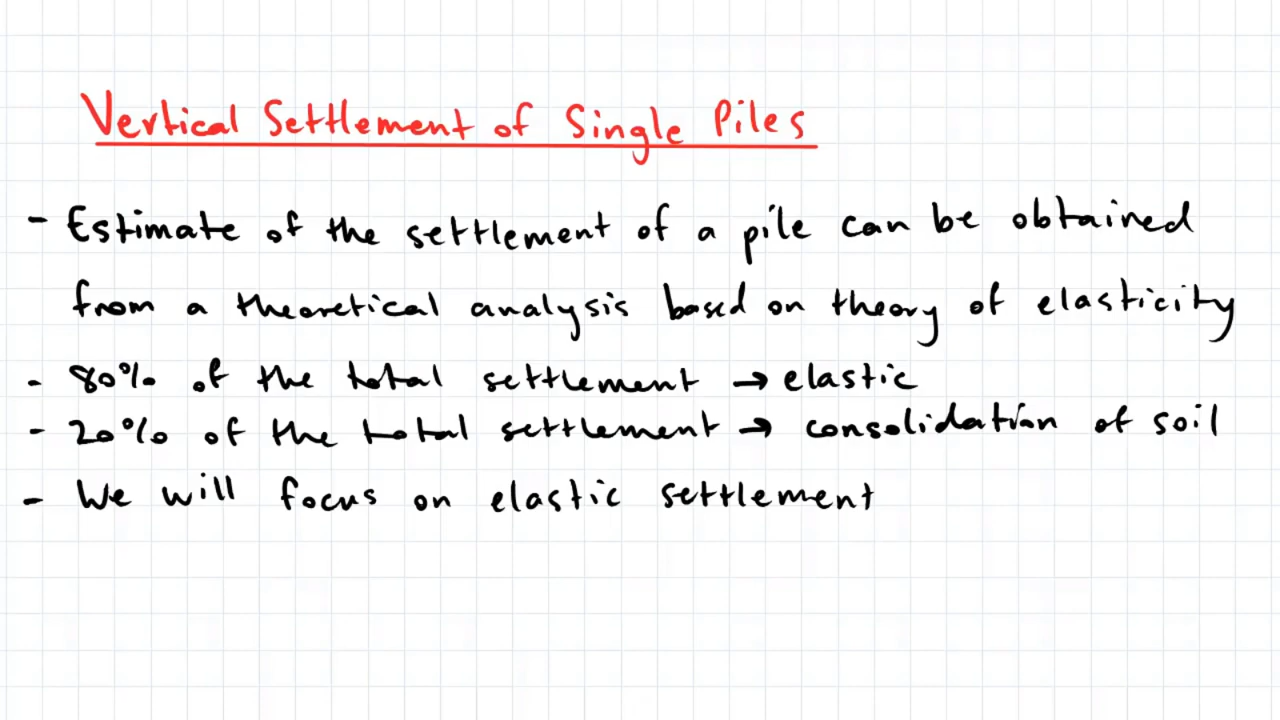 Vertical Settlement of Single Piles
- Estimate of the settlement of a pile can be obtained
from a theoretical analysis based on theory of elasticity
- 80% of the total settlement → elastic
- 20% of the total settlement → consolidation of soil
- We will focus on elastic settlement